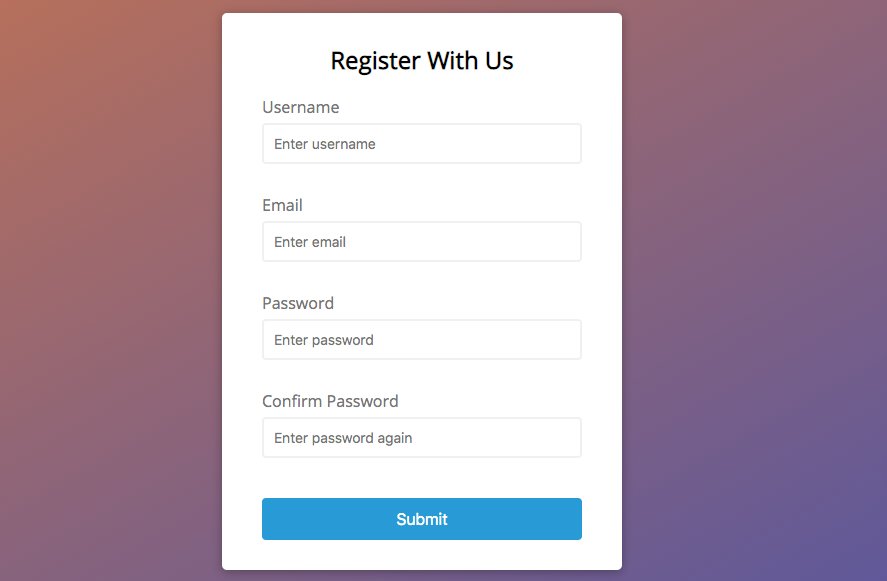 Register With Us
Username
Enter username
Email
Enter email
Password
Enter password
Confirm Password
Enter password again
Submit